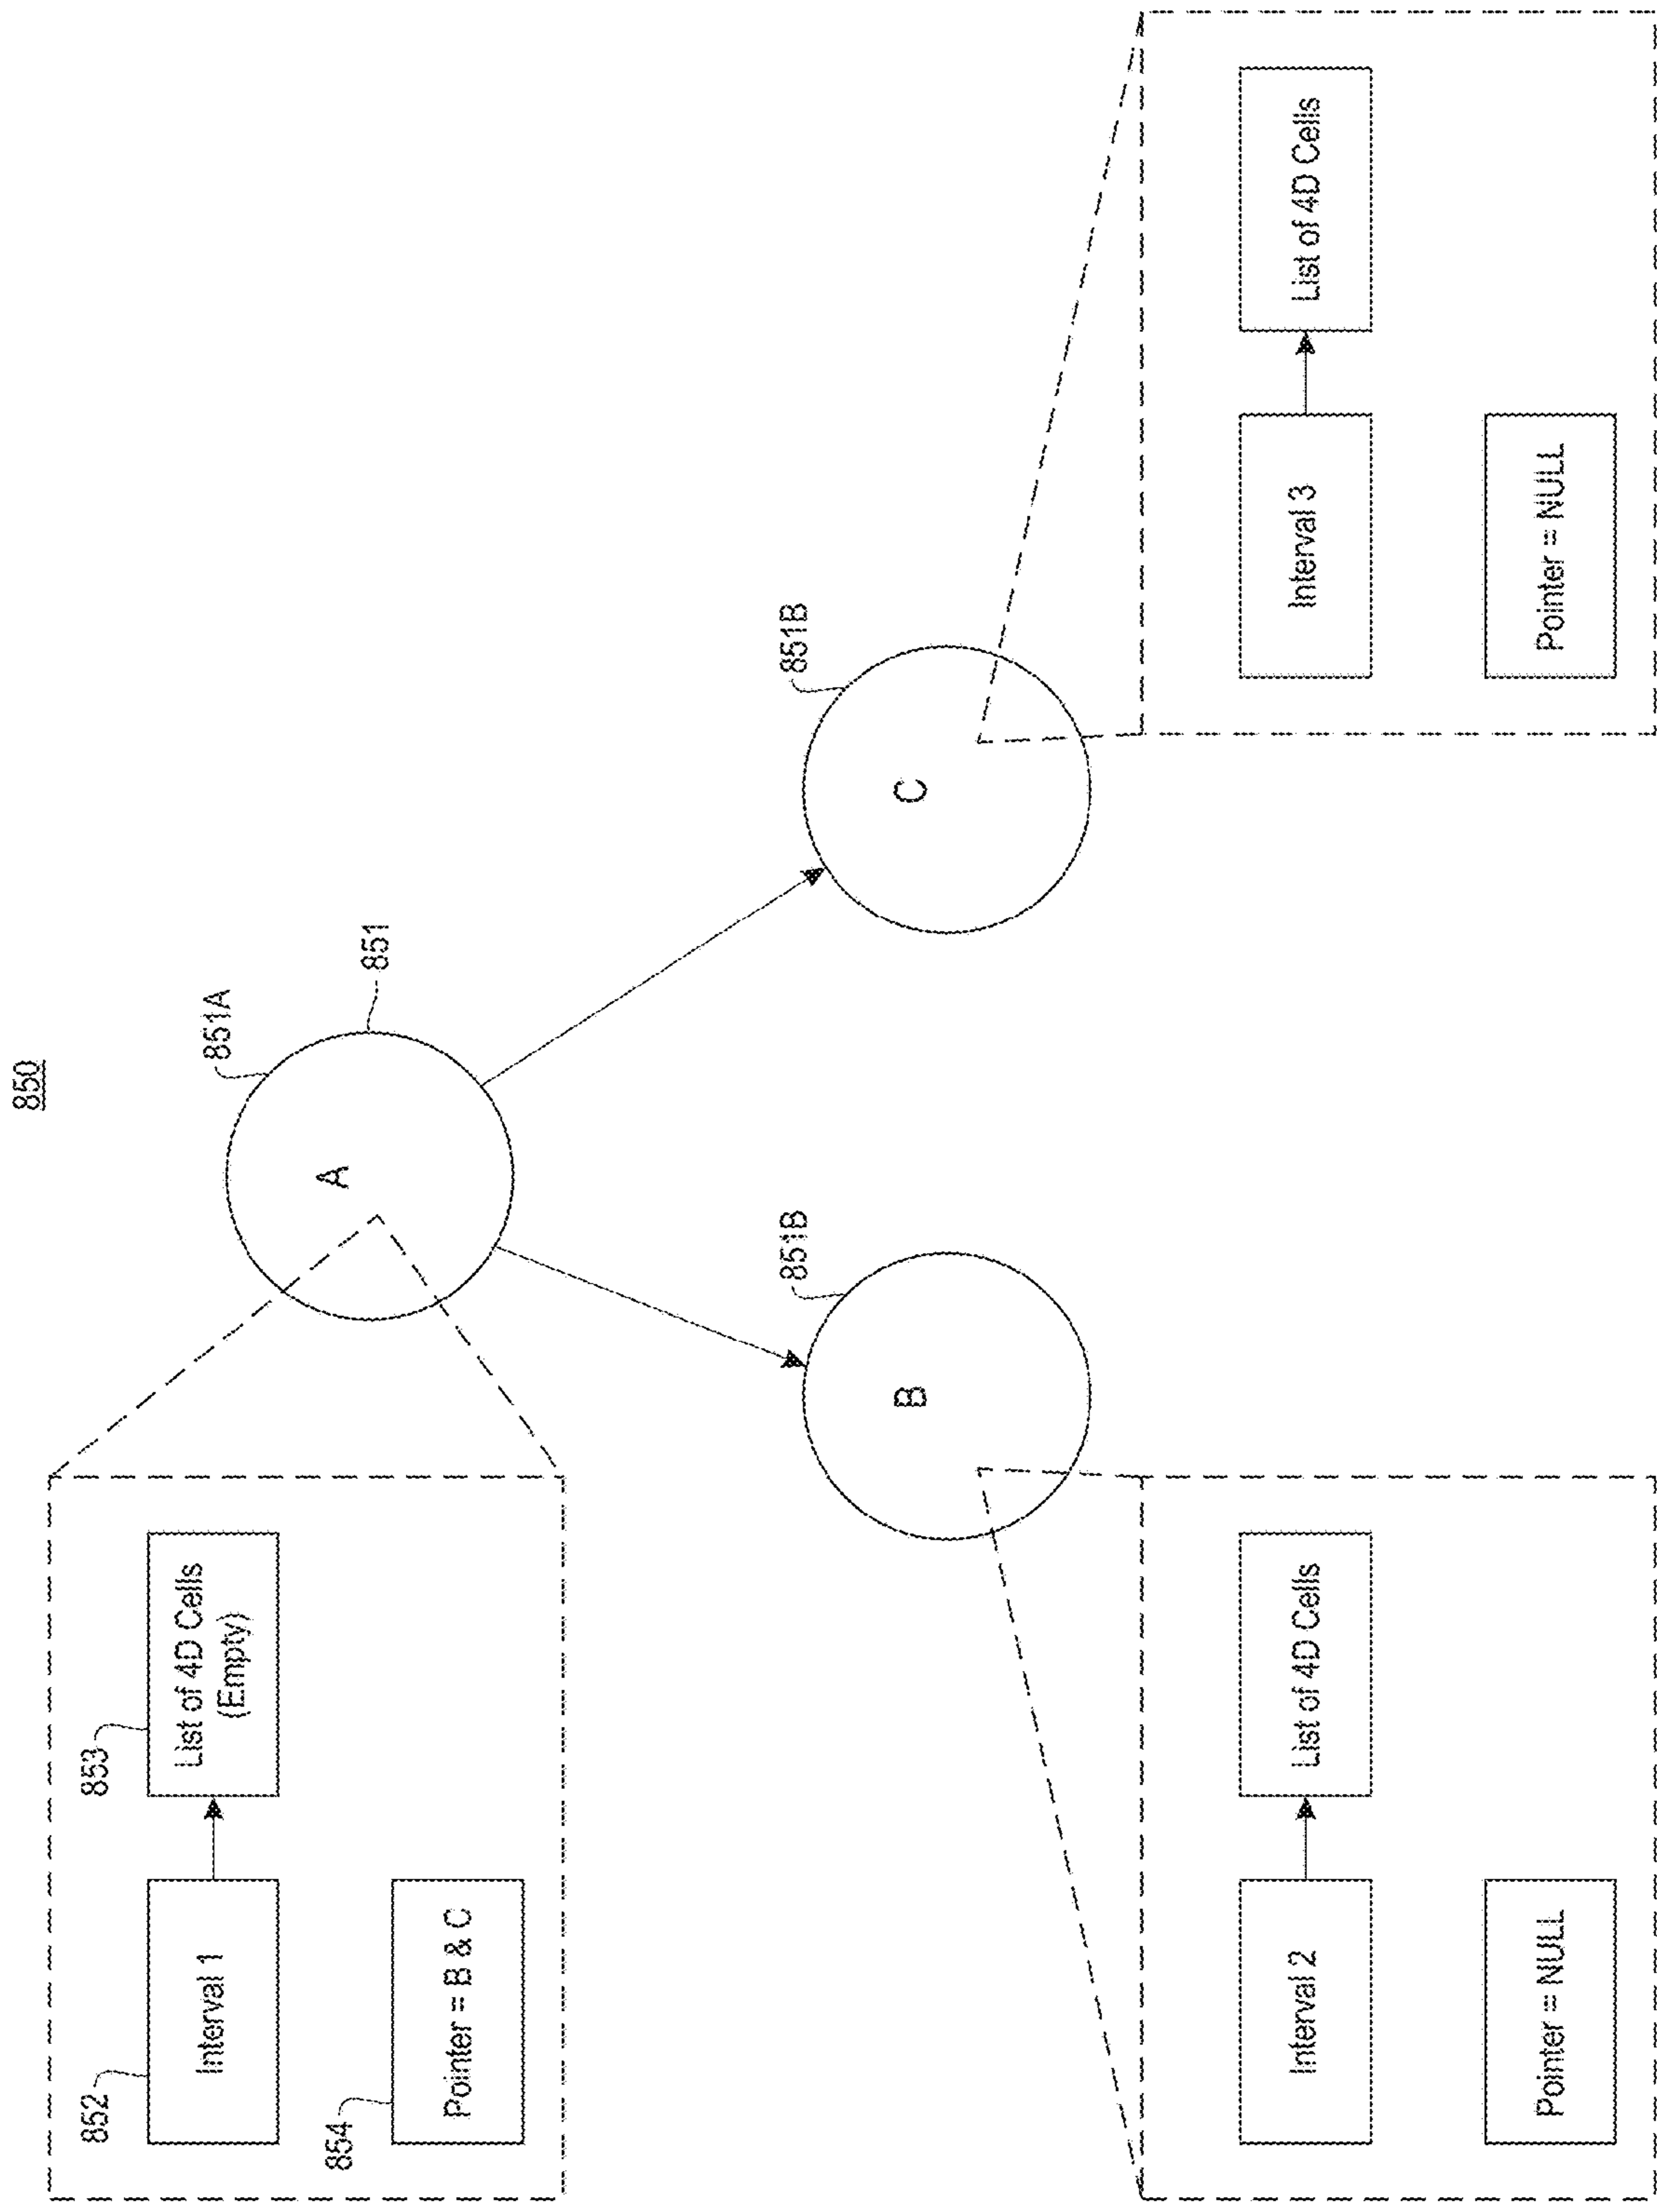 850
851A
851
A
852
853
Interval 1
List of 4D Cells
(Empty)
854
Pointer = B & C
851B
B
851B
C
Interval 2
List of 4D Cells
Pointer = NULL
Interval 3
List of 4D Cells
Pointer = NULL